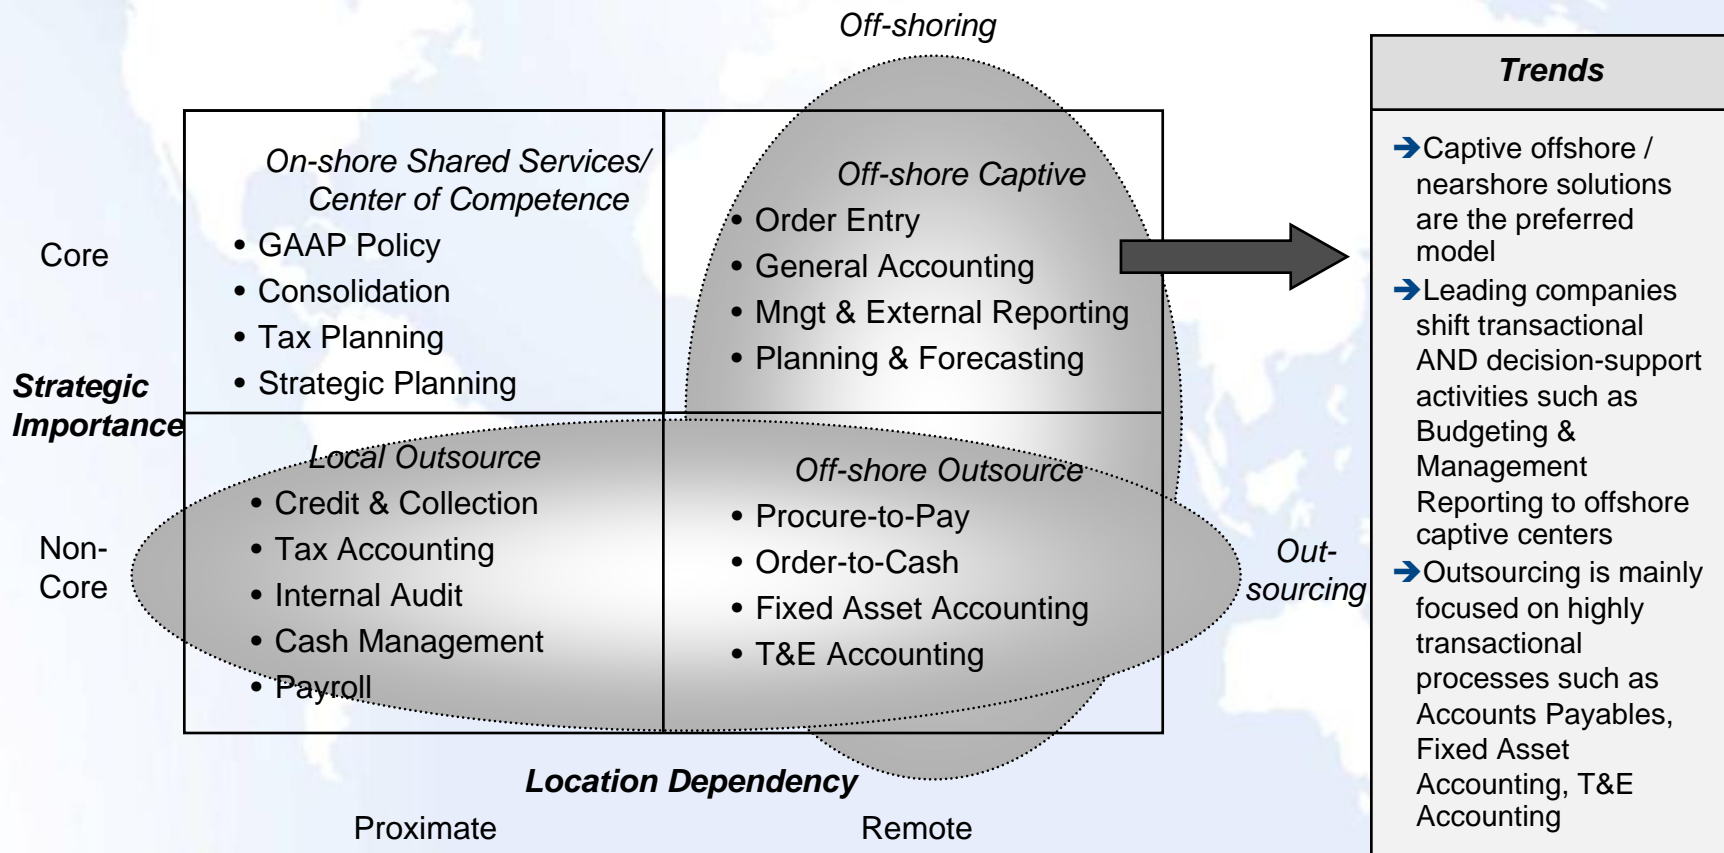 Off-shoring
On-shore Shared Services/
Center of Competence
• GAAP Policy
• Consolidation
• Tax Planning
• Strategic Planning
Off-shore Captive
• Order Entry
• General Accounting
• Mngt & External Reporting
• Planning & Forecasting
Core
Strategic
Importance
Non-
Core
Local Outsource
• Credit & Collection
• Tax Accounting
• Internal Audit
• Cash Management
• Payroll
Off-shore Outsource
• Procure-to-Pay
• Order-to-Cash
• Fixed Asset Accounting
• T&E Accounting
Out-
sourcing
Location Dependency
Proximate
Remote
Trends
➔Captive offshore /
nearshore solutions
are the preferred
model
➔Leading companies
shift transactional
AND decision-support
activities such as
Budgeting &
Management
Reporting to offshore
captive centers
➔Outsourcing is mainly
focused on highly
transactional
processes such as
Accounts Payables,
Fixed Asset
Accounting, T&E
Accounting